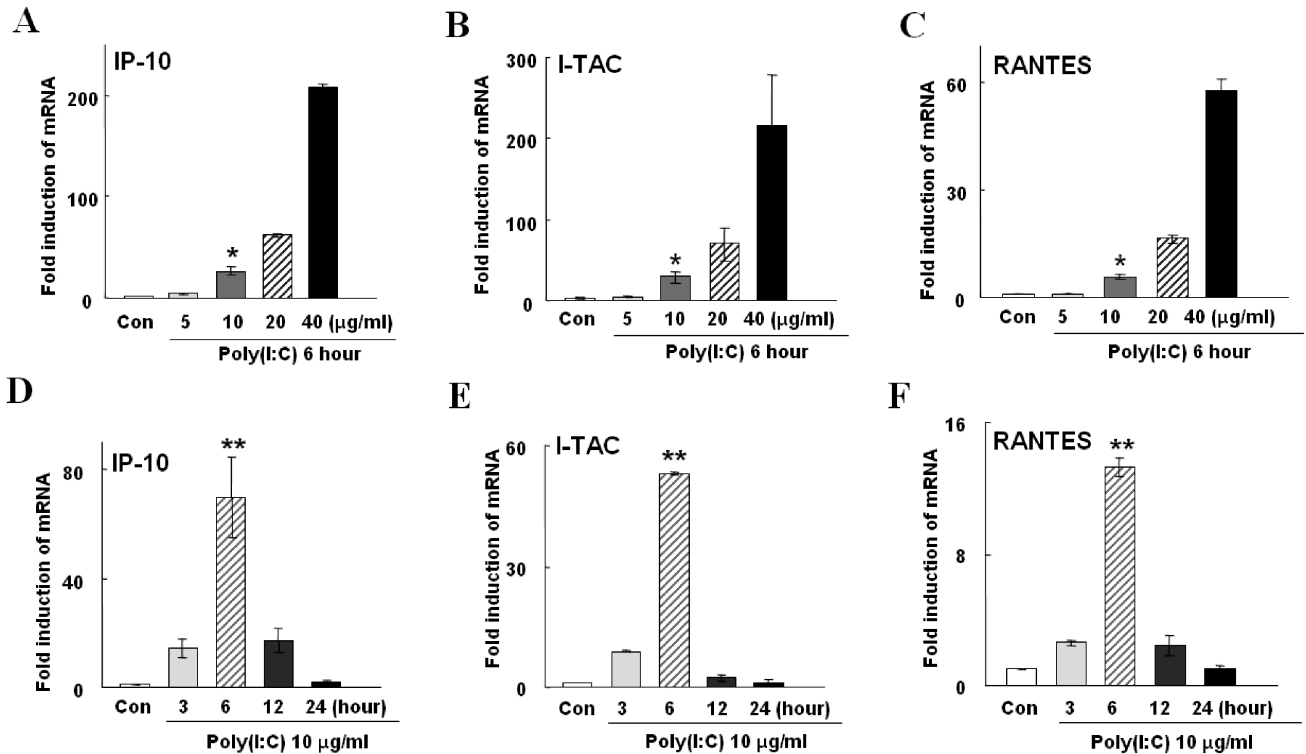 A
IP-10
Fold induction of mRNA
200
100
0
*
Con 5 10 20 40 (μg/ml)
Poly(I:C) 6 hour
B
I-TAC
Fold induction of mRNA
300
200
100
0
*
Con 5 10 20 40 (μg/ml)
Poly(I:C) 6 hour
C
RANTES
Fold induction of mRNA
60
30
0
*
Con 5 10 20 40 (μg/ml)
Poly(I:C) 6 hour
D
IP-10
Fold induction of mRNA
80
40
0
**
Con 3 6 12 24 (hour)
Poly(I:C) 10 μg/ml
E
I-TAC
Fold induction of mRNA
60
30
0
**
Con 3 6 12 24 (hour)
Poly(I:C) 10 μg/ml
F
RANTES
Fold induction of mRNA
16
8
0
**
Con 3 6 12 24 (hour)
Poly(I:C) 10 μg/ml